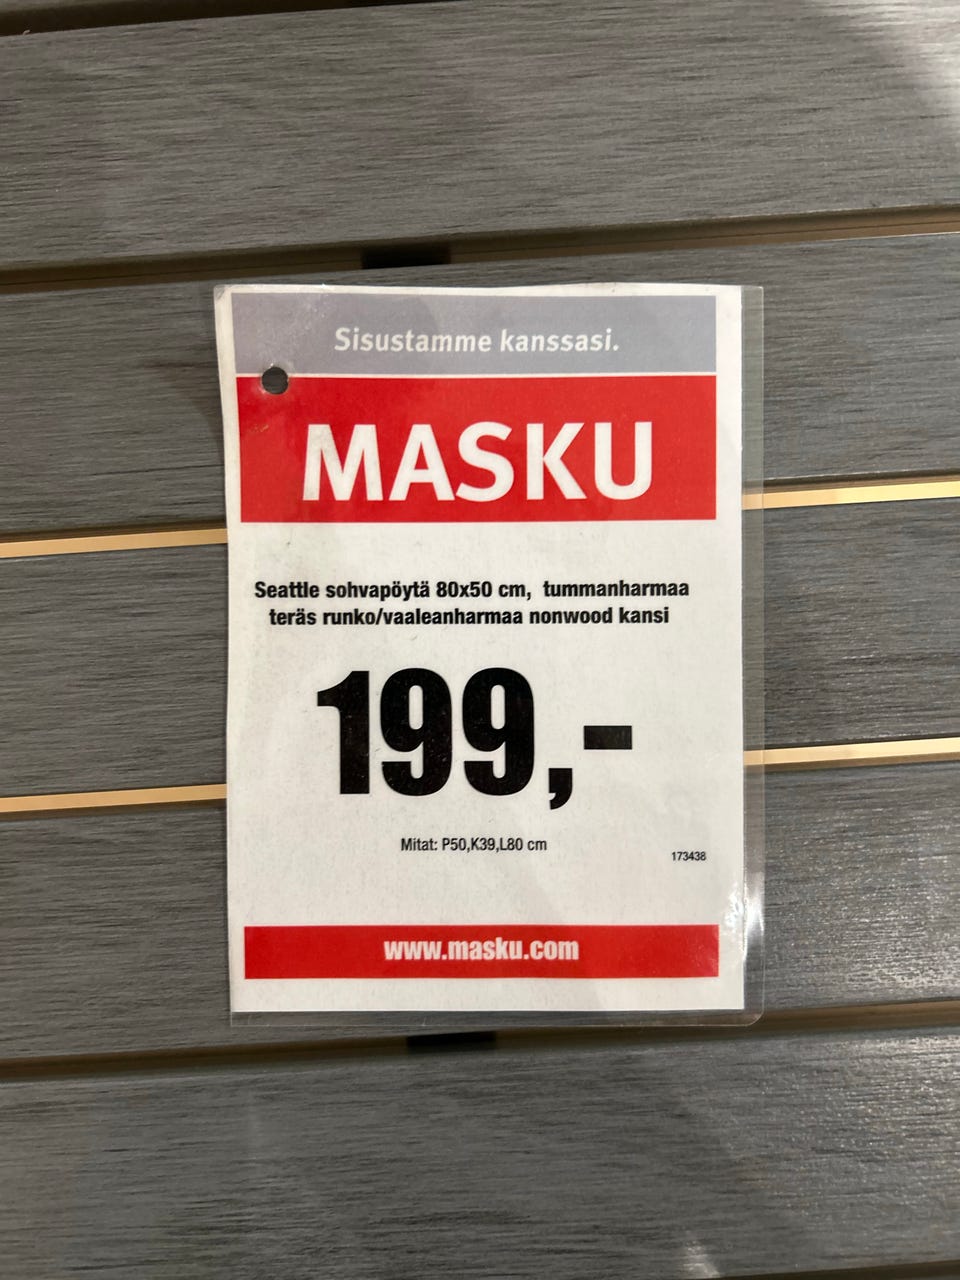 Sisustamme kanssasi.
MASKU
Seattle sohvapöytä 80x50 cm, tummanharmaa
teräs runko/vaaleanharmaa nonwood kansi
199,-
Mitat: P50,K39,L80 cm
173438
www.masku.com